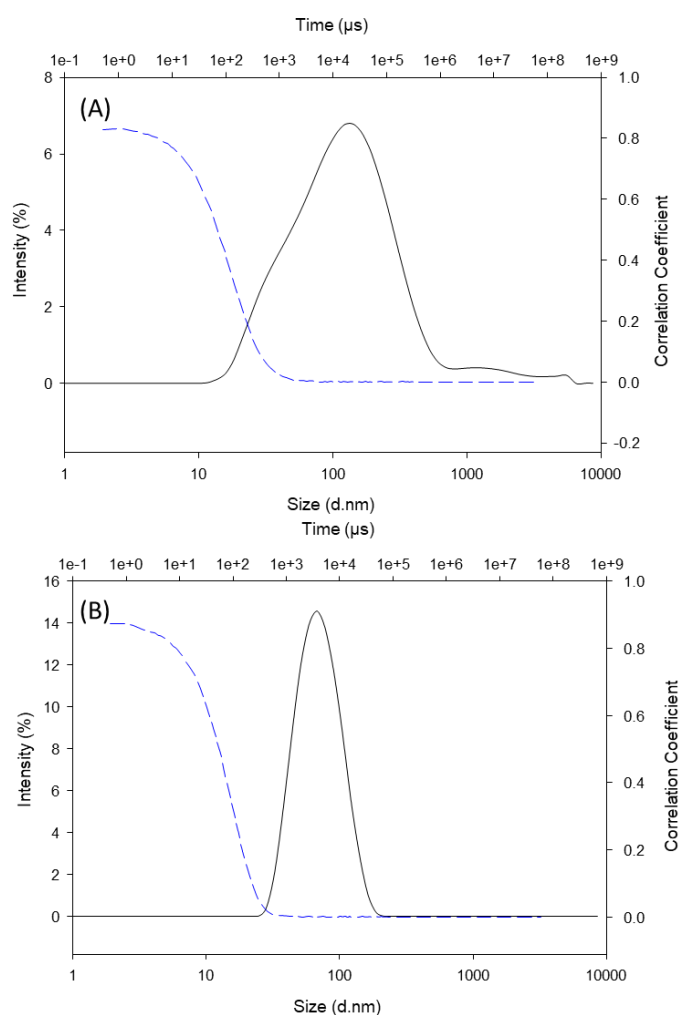 Time (µs)
1e-1 1e+0 1e+1 1e+2 1e+3 1e+4 1e+5 1e+6 1e+7 1e+8 1e+9
8 1.0
(A)
0.8
6
0.6
4
0.4
2
0.2
0 0.0
-0.2
Intensity (%)
Correlation Coefficient
1 10 100 1000 10000
Size (d.nm)
Time (µs)
1e-1 1e+0 1e+1 1e+2 1e+3 1e+4 1e+5 1e+6 1e+7 1e+8 1e+9
16 1.0
(B)
14
0.8
12
10
0.6
8
6
0.4
4
0.2
2
0 0.0
Intensity (%)
Correlation Coefficient
1 10 100 1000 10000
Size (d.nm)